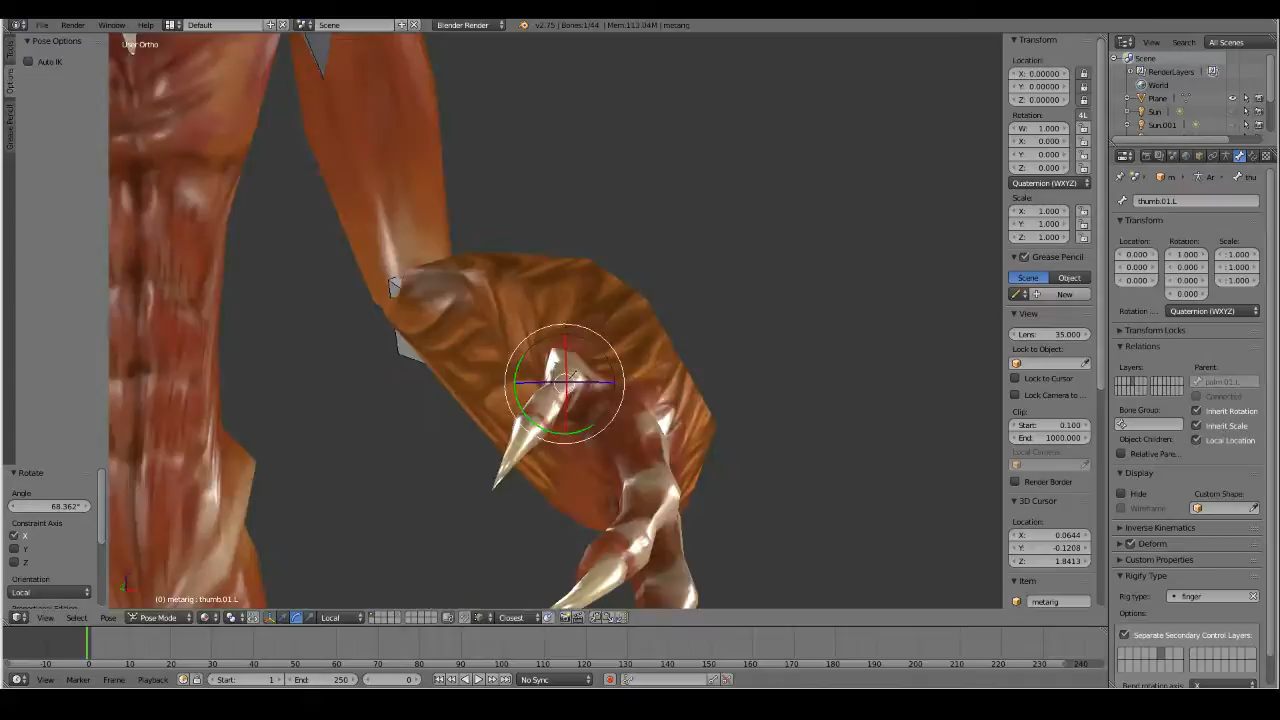 File Render Window Help Default Scene Blender Render v2.75 | Bones:1/44 | Mem:113.04M | metarig
Pose Options
Auto IK
Tools
Options
Grease Pencil
User Ortho
Rotate
Angle
68.362°
Constraint Axis
X
Y
Z
Orientation:
Local
(0) metarig : thumb.01.L
Transform
Location:
X: 0.00000
Y: 0.00000
Z: 0.00000
Rotation: 4L
W: 1.000
X: 0.000
Y: 0.000
Z: 0.000
Quaternion (WXYZ)
Scale:
X: 1.000
Y: 1.000
Z: 1.000
Grease Pencil
Scene Object
New
View
Lens: 35.000
Lock to Object:
Lock to Cursor
Lock Camera to ...
Clip:
Start: 0.100
End: 1000.000
Local Camera:
Render Border
3D Cursor
Location:
X: 0.0644
Y: -0.1208
Z: 1.8413
Item
metarig
View Search All Scenes
Scene
RenderLayers
World
Plane
Sun
Sun.001
m Ar thu
thumb.01.L
Transform
Location: Rotation: Scale:
0.000 1.000 1.000
0.000 0.000 1.000
0.000 0.000 1.000
0.000
Rotation Quaternion (WXYZ)
Transform Locks
Relations
Layers: Parent:
palm.01.L
Connected
Bone Group: Inherit Rotation
Inherit Scale
Object Children: Local Location
Relative Pare...
Display
Hide Custom Shape:
Wireframe
Inverse Kinematics
Deform
Custom Properties
Rigify Type
Rig type: finger
Options:
Separate Secondary Control Layers:
Bend rotation axis: X
View Select Pose Pose Mode Local Closest
-10 0 10 20 30 40 50 60 70 80 90 100 110 120 130 140 150 160 170 180 190 200 210 220 230 240
View Marker Frame Playback Start: 1 End: 250 0 No Sync